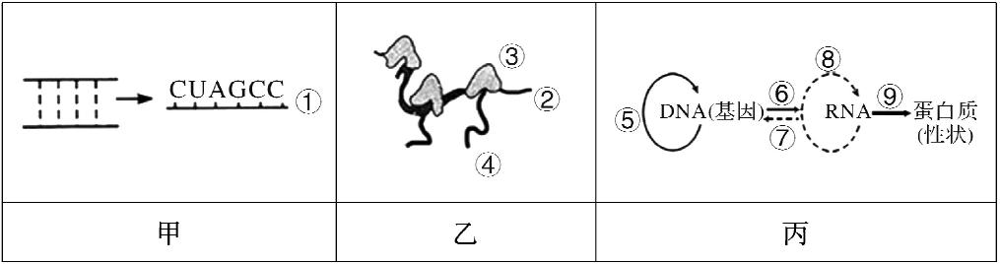 CUAGCC ①
③
②
④
⑧
⑤ DNA(基因) ⑥ RNA ⑨ 蛋白质
⑦ (性状)
甲 乙 丙